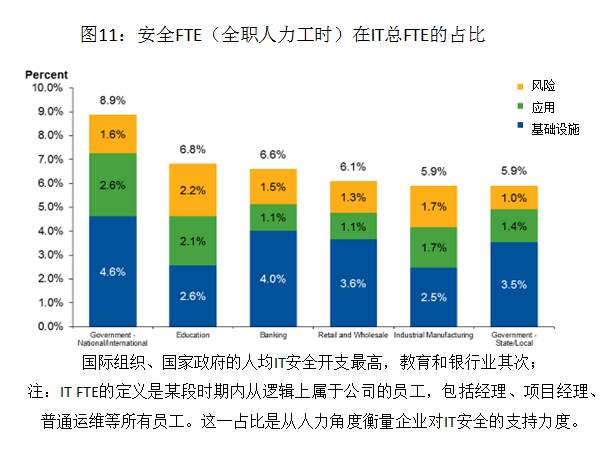 图11：安全FTE（全职人力工时）在IT总FTE的占比
Percent
10.0%
9.0%
8.0%
7.0%
6.0%
5.0%
4.0%
3.0%
2.0%
1.0%
0.0%
风险
应用
基础设施
8.9%
1.6%
2.6%
4.6%
6.8%
2.2%
2.1%
2.6%
6.6%
1.5%
1.1%
4.0%
6.1%
1.3%
1.1%
3.6%
5.9%
1.7%
1.7%
2.5%
5.9%
1.0%
1.4%
3.5%
Government -
National/International
Education
Banking
Retail and Wholesale
Industrial Manufacturing
Government -
State/Local
国际组织、国家政府的人均IT安全开支最高，教育和银行业其次；
注：IT FTE的定义是某段时期内从逻辑上属于公司的员工，包括经理、项目经理、
普通运维等所有员工。这一占比是从人力角度衡量企业对IT安全的支持力度。